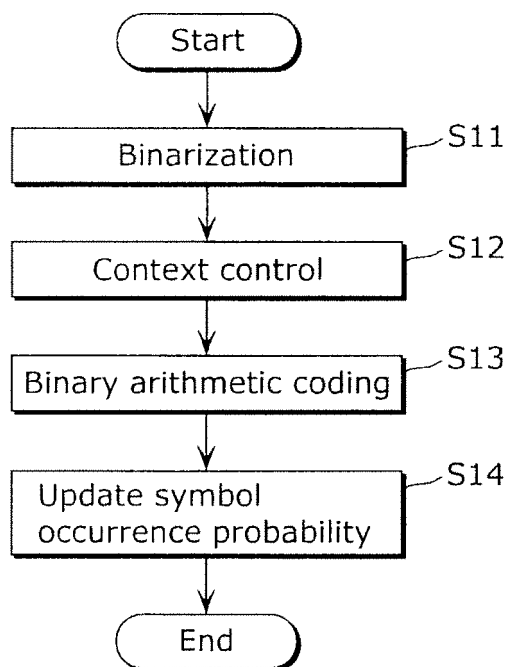 Start
Binarization
S11
Context control
S12
Binary arithmetic coding
S13
Update symbol
occurrence probability
S14
End